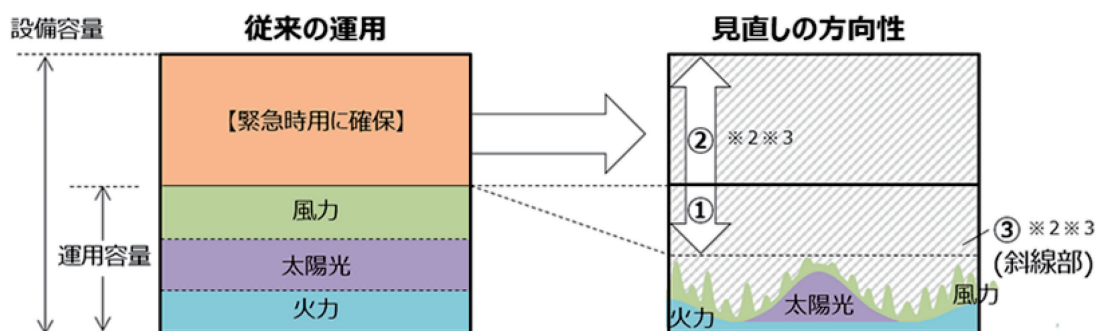 設備容量
従来の運用
見直しの方向性
【緊急時用に確保】
② ※2※3
風力
①
運用容量
太陽光
③ ※2※3
(斜線部)
火力
火力
太陽光
風力